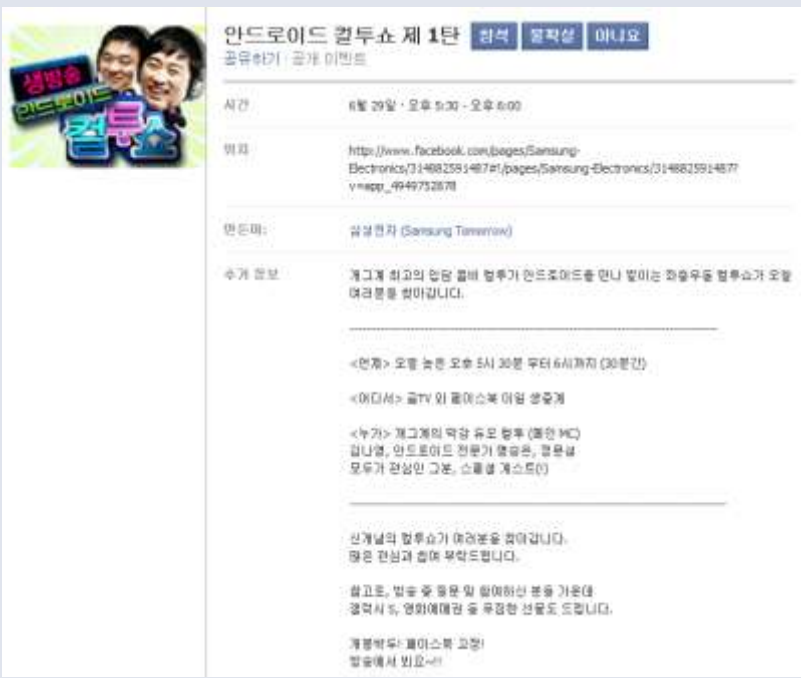 생방송
안드로이드
컬투쇼
안드로이드 컬투쇼 제 1탄 참석 불확실 아니요
공유하기 · 공개 이벤트
시간 6월 29일 · 오후 5:30 - 오후 6:00
위치 http://www.facebook.com/pages/Samsung-
Electronics/314882591487#!/pages/Samsung-Electronics/314882591487?
v=app_4949752878
만든이: 삼성전자 (Samsung Tomorrow)
추가 정보 개그계 최고의 입담 콤비 컬투가 안드로이드를 만나 벌이는 좌충우돌 컬투쇼가 오늘
여러분을 찾아갑니다.
<언제> 오늘 늦은 오후 5시 30분 부터 6시까지 (30분간)
<어디서> 곰TV 와 페이스북 이원 생중계
<누가> 개그계의 막강 듀오 컬투 (메인 MC)
김나영, 안드로이드 전문가 명승은, 정윤
모두가 관심인 그분, 스페셜 게스트(!)
신개념의 컬투쇼가 여러분을 찾아갑니다.
많은 관심과 참여 부탁드립니다.
참고로, 방송 중 질문 및 참여하신 분들 가운데
갤럭시 S, 영화예매권 등 푸짐한 선물도 드립니다.
개봉박두! 페이스북 고정!
방송에서 뵈요~!!